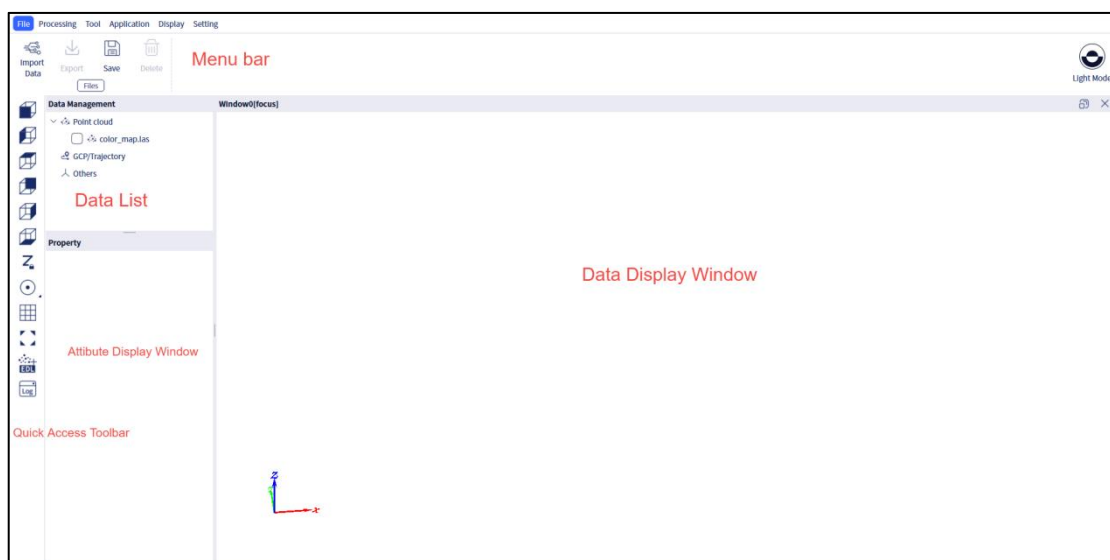 File Processing Tool Application Display Setting
Import Data
Export
Save
Delete
Files
Menu bar
Light Mode
Data Management
Window0(focus)
Point cloud
color_map.las
GCP/Trajectory
Others
Data List
Property
Z
EDL
Log
Attibute Display Window
Quick Access Toolbar
Data Display Window
z
x